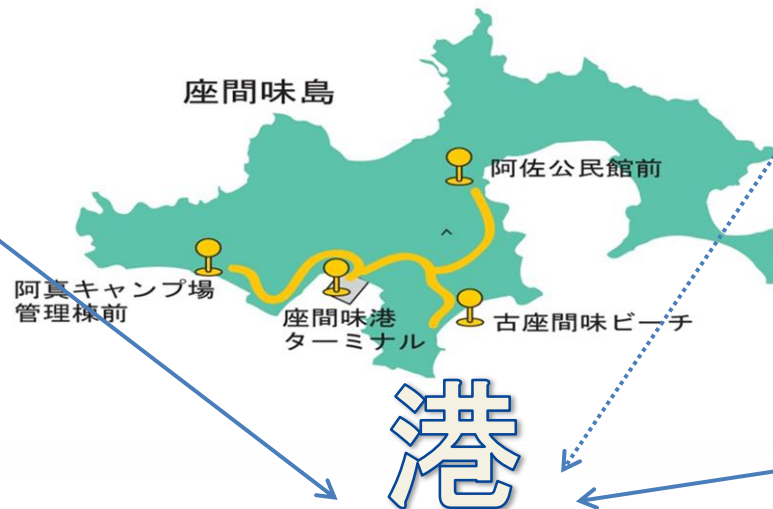 座間味島
阿佐公民館前
阿真キャンプ場
管理棟前
座間味港
ターミナル
古座間味ビーチ
港